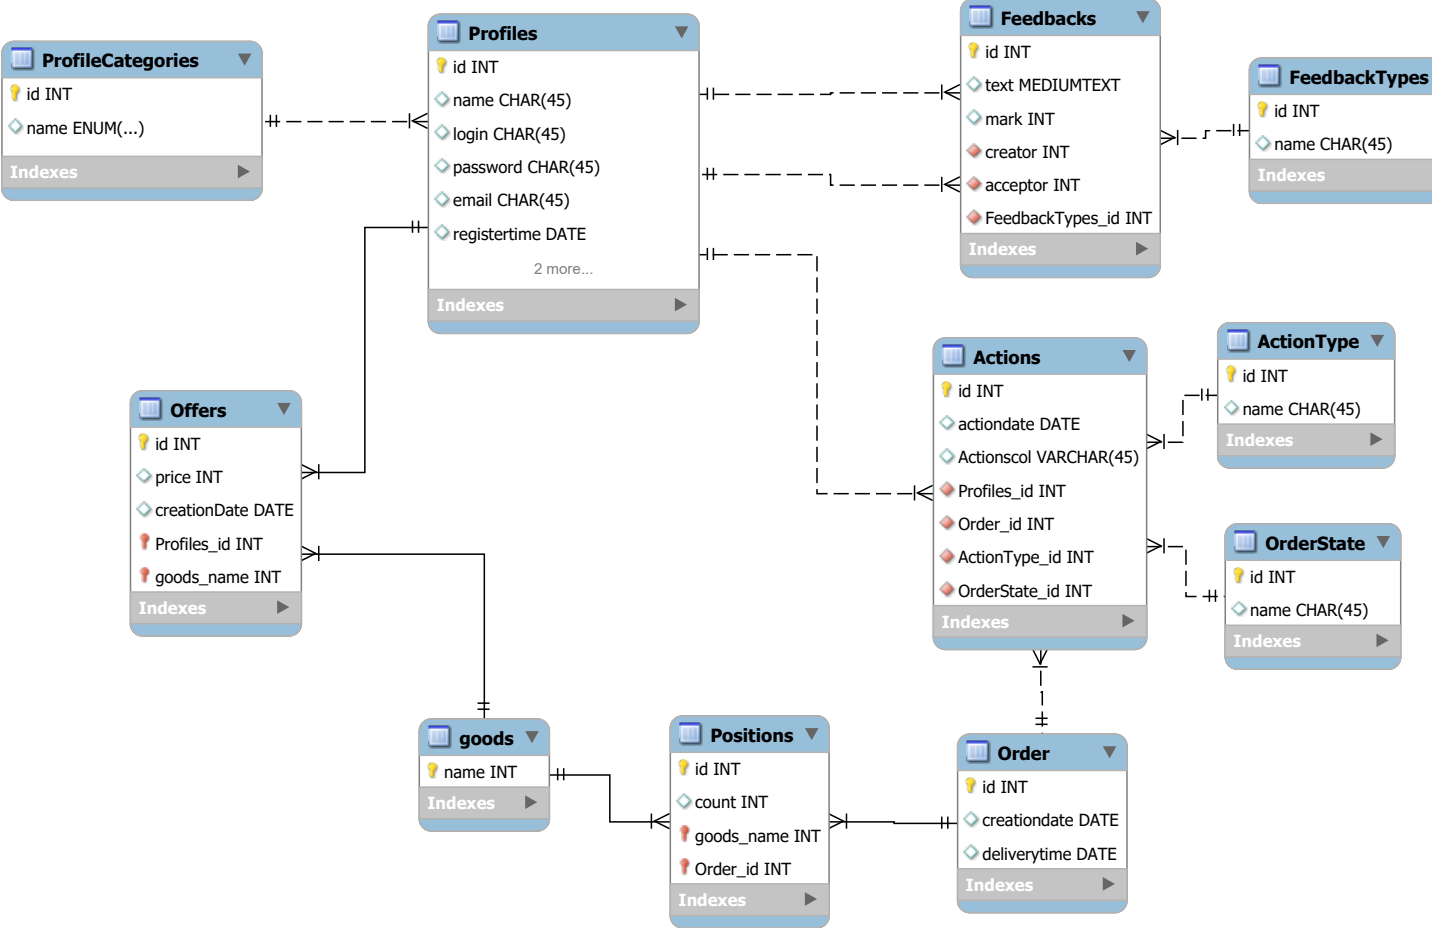 ProfileCategories
id INT
name ENUM(...)
Indexes
Profiles
id INT
name CHAR(45)
login CHAR(45)
password CHAR(45)
email CHAR(45)
registertime DATE
2 more...
Indexes
Feedbacks
id INT
text MEDIUMTEXT
mark INT
creator INT
acceptor INT
FeedbackTypes_id INT
Indexes
FeedbackTypes
id INT
name CHAR(45)
Indexes
Offers
id INT
price INT
creationDate DATE
Profiles_id INT
goods_name INT
Indexes
Actions
id INT
actiondate DATE
Actionscol VARCHAR(45)
Profiles_id INT
Order_id INT
ActionType_id INT
OrderState_id INT
Indexes
ActionType
id INT
name CHAR(45)
Indexes
OrderState
id INT
name CHAR(45)
Indexes
goods
name INT
Indexes
Positions
id INT
count INT
goods_name INT
Order_id INT
Indexes
Order
id INT
creationdate DATE
deliverytime DATE
Indexes